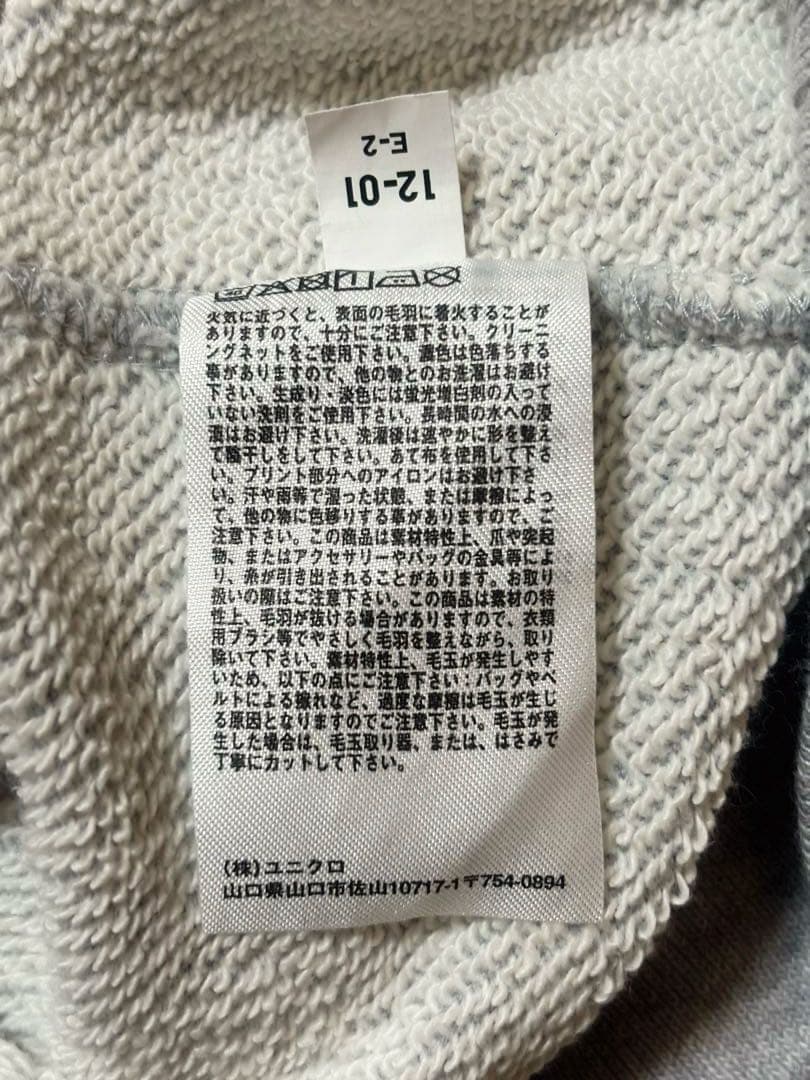 12-01
E-2
火気に近づくと、表面の毛羽に着火することが
ありますので、十分にご注意下さい。クリーニ
ングネットをご使用下さい。濃色は色落ちする
事がありますので、他の物とのお洗濯はお避け
下さい。生成り・淡色には蛍光増白剤の入って
いない洗剤をご使用下さい。長時間の水への浸
漬はお避け下さい。洗濯後は速やかに形を整え
て陰干しをして下さい。あて布を使用して下さ
い。プリント部分へのアイロンはお避け下さ
い。汗や雨等で湿った状態、または摩擦によっ
て、他の物に色移りする事がありますので、ご
注意下さい。この商品は素材特性上、爪や突起
物、またはアクセサリーやバッグの金具等によ
り、糸が引き出されることがあります。お取り
扱いの際はご注意下さい。この商品は素材の特
性上、毛羽が抜ける場合がありますので、衣類
用ブラシ等でやさしく毛羽を整えながら、取り
除いて下さい。素材特性上、毛玉が発生しやす
いため、以下の点にご注意下さい：バッグやベ
ルトによる擦れなど、過度な摩擦は毛玉が生じ
る原因となりますのでご注意下さい。毛玉が発
生した場合は、毛玉取り器、または、はさみで
丁寧にカットして下さい。
(株)ユニクロ
山口県山口市佐山10717-1〒754-0894